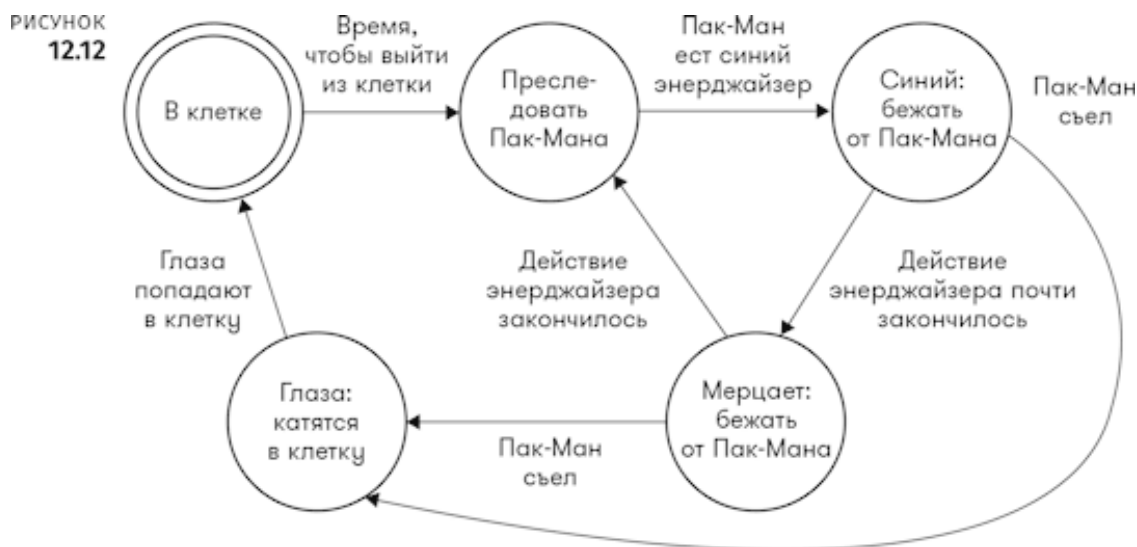 РИСУНОК
12.12
В клетке
Время,
чтобы выйти
из клетки
Пресле-
довать
Пак-Мана
Пак-Ман
ест синий
энерджайзер
Синий:
бежать
от Пак-Мана
Пак-Ман
съел
Глаза
попадают
в клетку
Действие
энерджайзера
закончилось
Действие
энерджайзера почти
закончилось
Глаза:
катятся
в клетку
Пак-Ман
съел
Мерцает:
бежать
от Пак-Мана